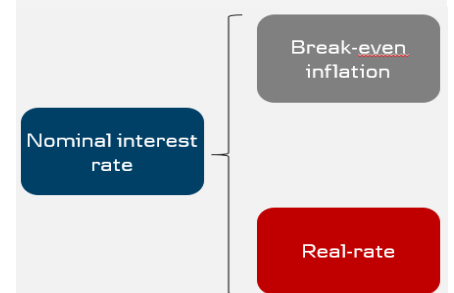 Break-even
inflation
Nominal interest
rate
Real-rate